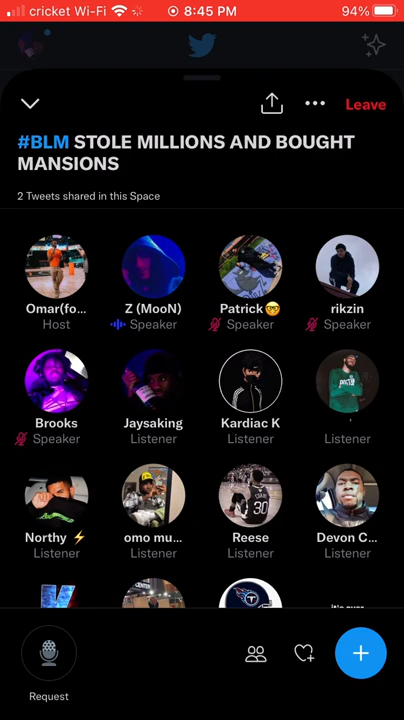 cricket Wi-Fi 8:45 PM 94%
Leave
#BLM STOLE MILLIONS AND BOUGHT
MANSIONS
2 Tweets shared in this Space
Omar(fo... Z (MooN) Patrick🤓 rikzin
Host Speaker Speaker Speaker
Brooks Jaysaking Kardiac K
Speaker Listener Listener Listener
Northy ⚡ omo mu... Reese Devon C...
Listener Listener Listener Listener
Request